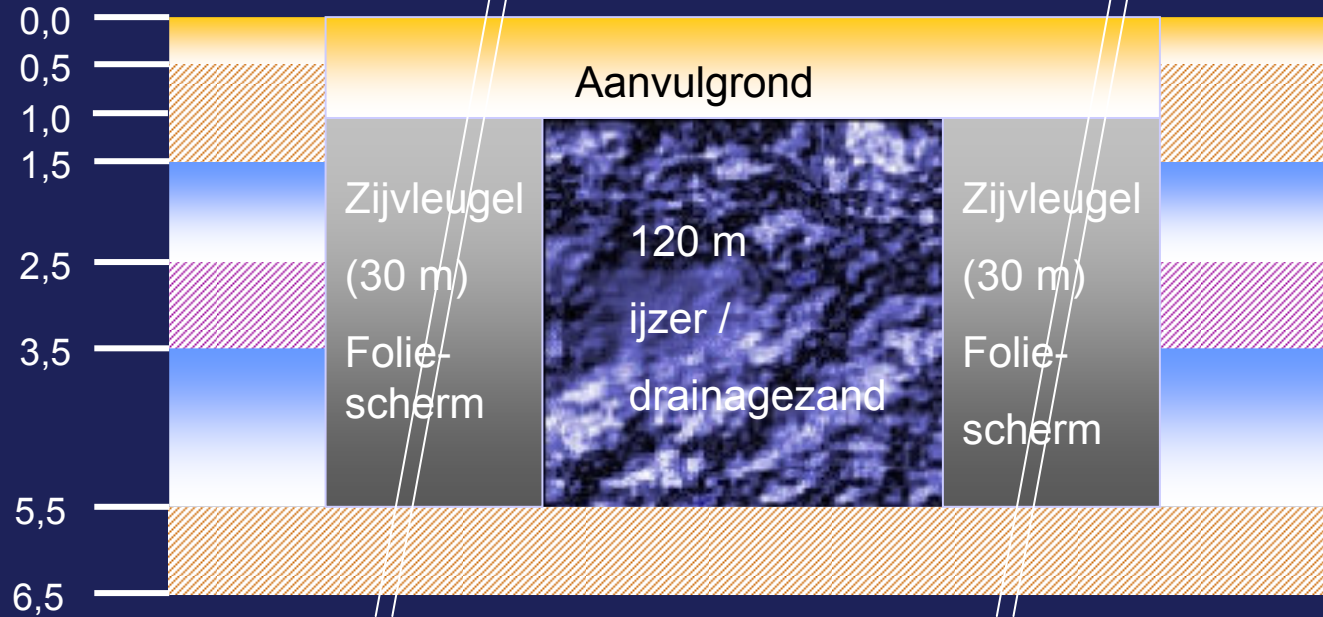 0,0
0,5
1,0
1,5
2,5
3,5
5,5
6,5
Aanvulgrond
Zijvleugel
(30 m)
Folie-
scherm
120 m
ijzer /
drainagezand
Zijvleugel
(30 m)
Folie-
scherm